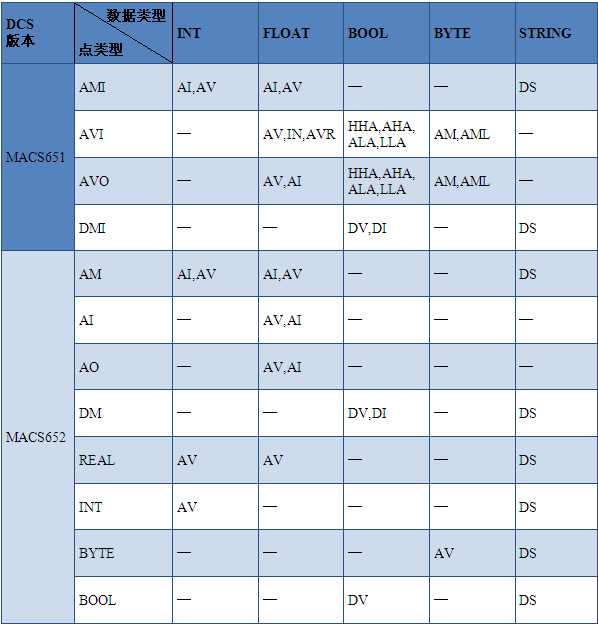 DCS
版本
数据类型
点类型
INT
FLOAT
BOOL
BYTE
STRING
MACS651
AMI
AI,AV
AI,AV
—
—
DS
AVI
—
AV,IN,AVR
HHA,AHA,
ALA,LLA
AM,AML
—
AVO
—
AV,AI
HHA,AHA,
ALA,LLA
AM,AML
—
DMI
—
—
DV,DI
—
DS
MACS652
AM
AI,AV
AI,AV
—
—
DS
AI
—
AV,AI
—
—
—
AO
—
AV,AI
—
—
—
DM
—
—
DV,DI
—
DS
REAL
AV
AV
—
—
DS
INT
AV
—
—
—
DS
BYTE
—
—
—
AV
DS
BOOL
—
—
DV
—
DS